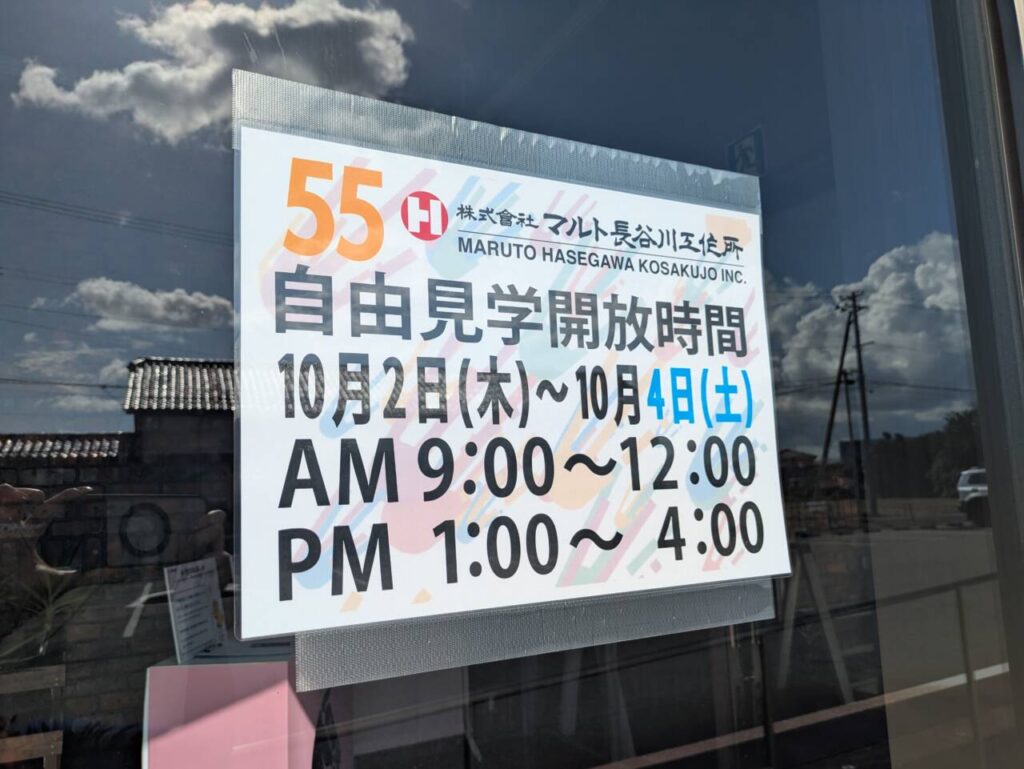 55 H 株式會社 マルト長谷川工作所
MARUTO HASEGAWA KOSAKUJO INC.
自由見学開放時間
10月2日(木)～10月4日(土)
AM 9:00～12:00
PM 1:00～ 4:00